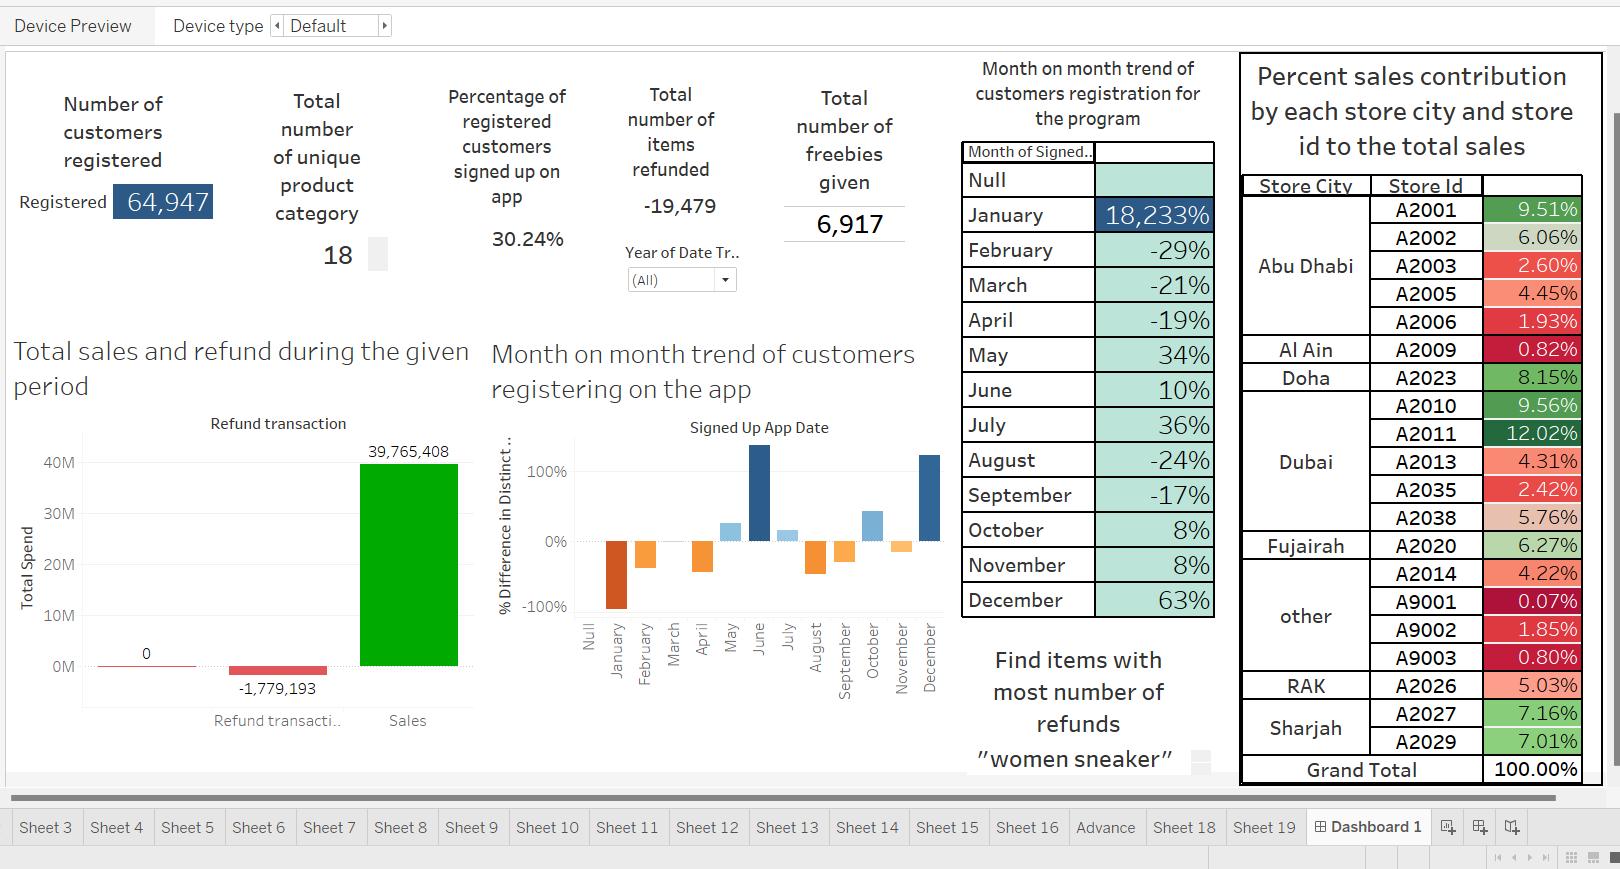 Device Preview
Device type
Default
Number of
customers
registered
Registered
64,947
Total
number
of unique
product
category
18
Percentage of
registered
customers
signed up on
app
30.24%
Total
number of
items
refunded
-19,479
Year of Date Tr..
(All)
Total
number of
freebies
given
6,917
Month on month trend of
customers registration for
the program
Month of Signed..
Null
January 18,233%
February -29%
March -21%
April -19%
May 34%
June 10%
July 36%
August -24%
September -17%
October 8%
November 8%
December 63%
Percent sales contribution
by each store city and store
id to the total sales
Store City Store Id
Abu Dhabi
A2001 9.51%
A2002 6.06%
A2003 2.60%
A2005 4.45%
A2006 1.93%
Al Ain A2009 0.82%
Doha A2023 8.15%
Dubai
A2010 9.56%
A2011 12.02%
A2013 4.31%
A2035 2.42%
A2038 5.76%
Fujairah A2020 6.27%
other
A2014 4.22%
A9001 0.07%
A9002 1.85%
A9003 0.80%
RAK A2026 5.03%
Sharjah
A2027 7.16%
A2029 7.01%
Grand Total 100.00%
Total sales and refund during the given
period
Refund transaction
Total Spend
40M
30M
20M
10M
0M
0
-1,779,193
39,765,408
Refund transacti..
Sales
Month on month trend of customers
registering on the app
Signed Up App Date
% Difference in Distinct ..
100%
0%
-100%
Null
January
February
March
April
May
June
July
August
September
October
November
December
Find items with
most number of
refunds
"women sneaker"
Sheet 3
Sheet 4
Sheet 5
Sheet 6
Sheet 7
Sheet 8
Sheet 9
Sheet 10
Sheet 11
Sheet 12
Sheet 13
Sheet 14
Sheet 15
Sheet 16
Advance
Sheet 18
Sheet 19
Dashboard 1